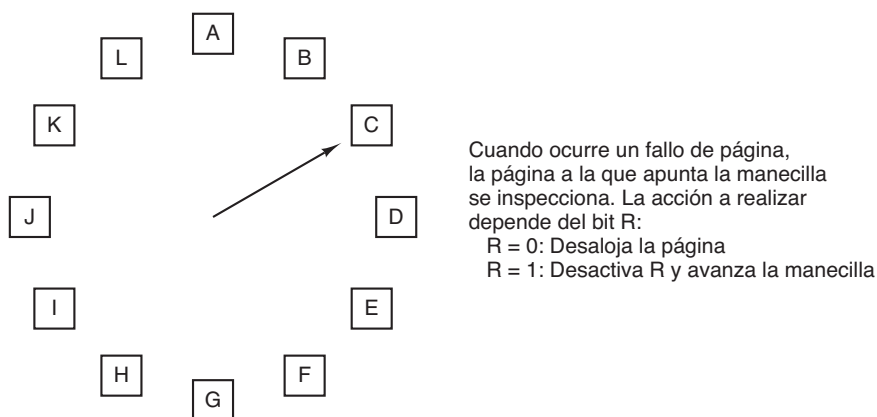 A
B
C
D
E
F
G
H
I
J
K
L
Cuando ocurre un fallo de página,
la página a la que apunta la manecilla
se inspecciona. La acción a realizar
depende del bit R:
R = 0: Desaloja la página
R = 1: Desactiva R y avanza la manecilla